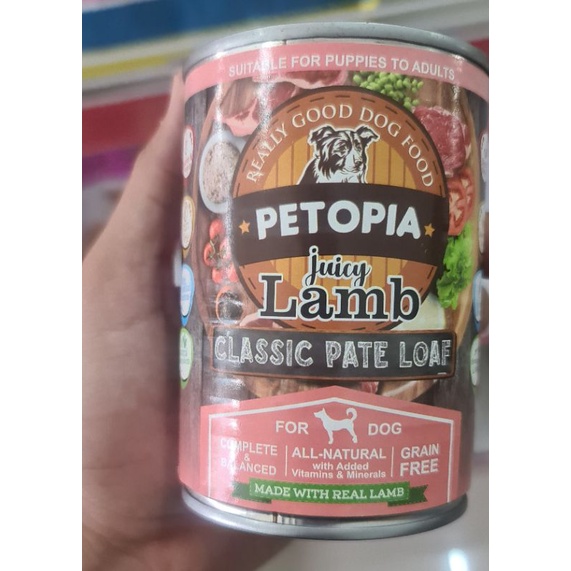 SUITABLE FOR PUPPIES TO ADULTS
REALLY GOOD DOG FOOD
PETOPIA
juicy
Lamb
CLASSIC PATE LOAF
FOR DOG
COMPLETE
&
BALANCED
ALL-NATURAL
with Added
Vitamins & Minerals
GRAIN
FREE
MADE WITH REAL LAMB